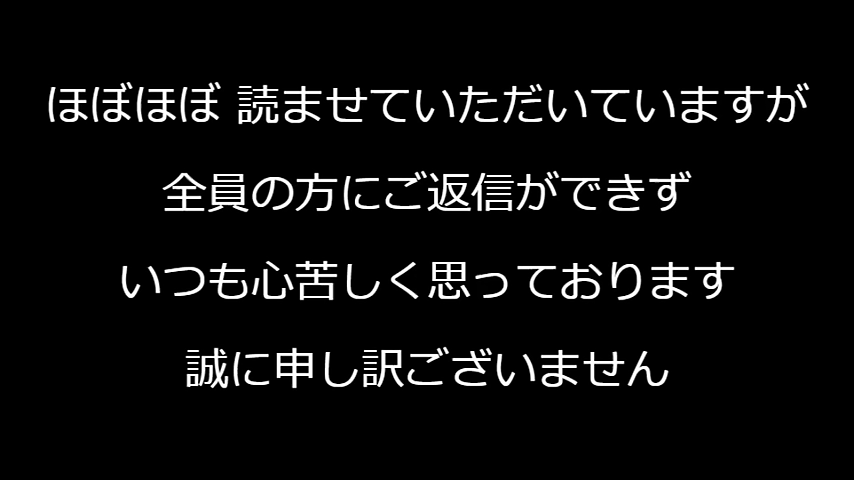 ほぼほぼ 読ませていただいていますが
全員の方にご返信ができず
いつも心苦しく思っております
誠に申し訳ございません